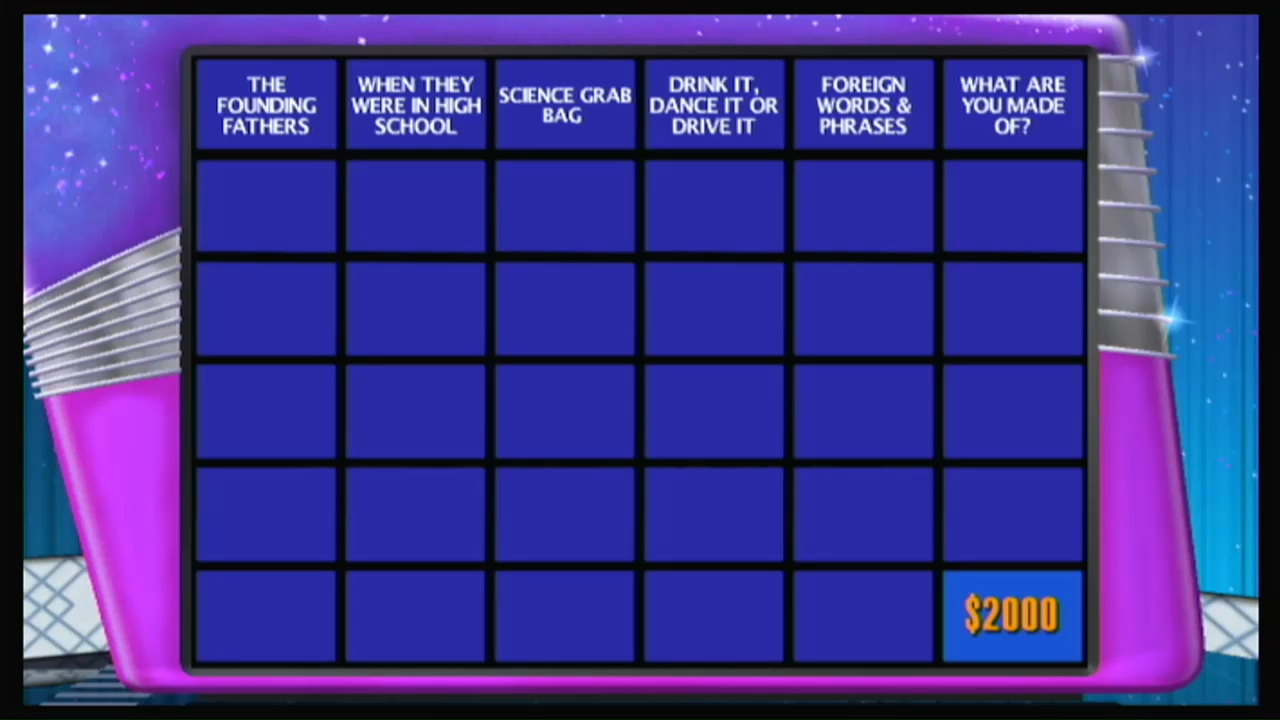 THE
FOUNDING
FATHERS
WHEN THEY
WERE IN HIGH
SCHOOL
SCIENCE GRAB
BAG
DRINK IT,
DANCE IT OR
DRIVE IT
FOREIGN
WORDS &
PHRASES
WHAT ARE
YOU MADE
OF?
$2000